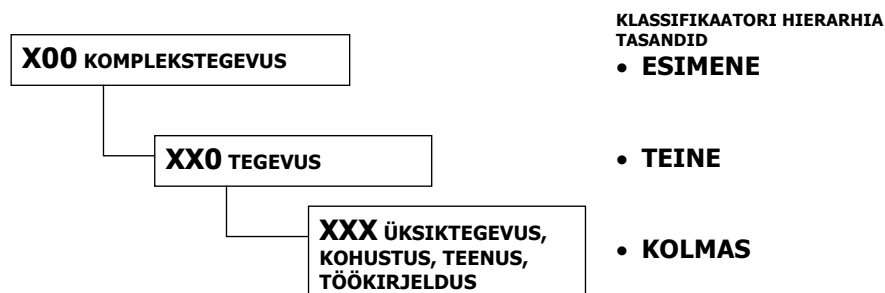 KLASSIFIKAATORI HIERARHIA
TASANDID
X00 KOMPLEKSTEGEVUS
• ESIMENE
XX0 TEGEVUS
• TEINE
XXX ÜKSIKTEGEVUS,
KOHUSTUS, TEENUS,
TÖÖKIRJELDUS
• KOLMAS